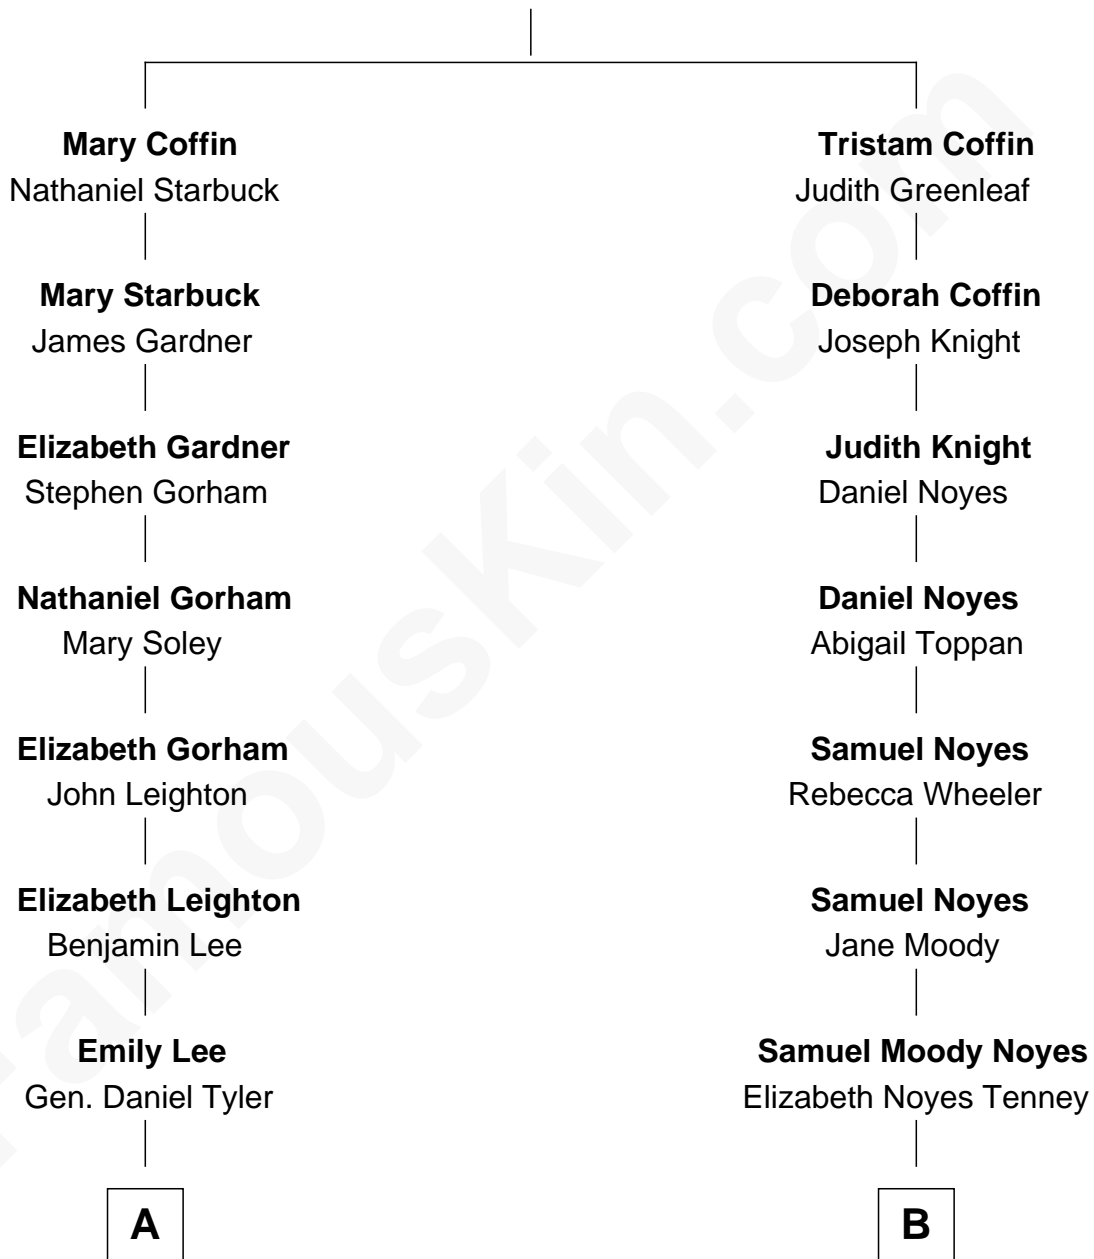 Mary Coffin
Nathaniel Starbuck
Mary Starbuck
James Gardner
Elizabeth Gardner
Stephen Gorham
Nathaniel Gorham
Mary Soley
Elizabeth Gorham
John Leighton
Elizabeth Leighton
Benjamin Lee
Emily Lee
Gen. Daniel Tyler
A
Tristam Coffin
Judith Greenleaf
Deborah Coffin
Joseph Knight
Judith Knight
Daniel Noyes
Daniel Noyes
Abigail Toppan
Samuel Noyes
Rebecca Wheeler
Samuel Noyes
Jane Moody
Samuel Moody Noyes
Elizabeth Noyes Tenney
B
FamousKin.com